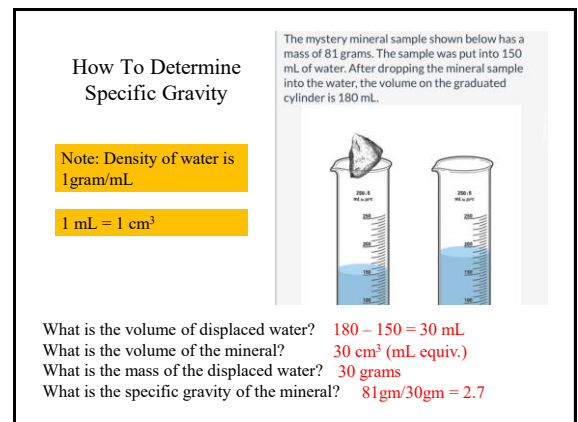 How To Determine
Specific Gravity
The mystery mineral sample shown below has a
mass of 81 grams. The sample was put into 150
mL of water. After dropping the mineral sample
into the water, the volume on the graduated
cylinder is 180 mL.
Note: Density of water is
1gram/mL
1 mL = 1 cm³
250
250
200
200
150
150
100
100
What is the volume of displaced water? 180 – 150 = 30 mL
What is the volume of the mineral? 30 cm³ (mL equiv.)
What is the mass of the displaced water? 30 grams
What is the specific gravity of the mineral? 81gm/30gm = 2.7